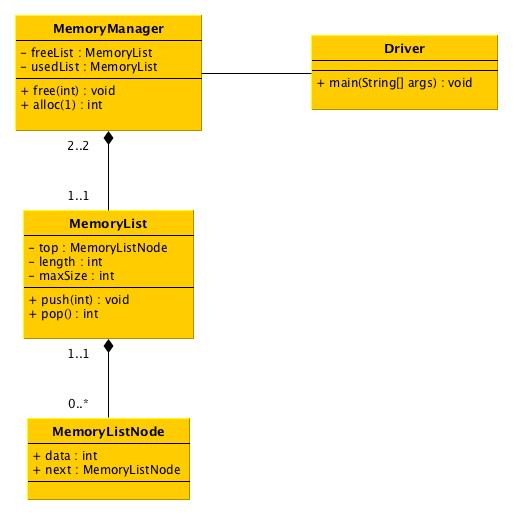 MemoryManager
– freeList : MemoryList
– usedList : MemoryList
+ free(int) : void
+ alloc(1) : int
Driver
+ main(String[] args) : void
2..2
1..1
MemoryList
– top : MemoryListNode
– length : int
– maxSize : int
+ push(int) : void
+ pop() : int
1..1
0..*
MemoryListNode
+ data : int
+ next : MemoryListNode